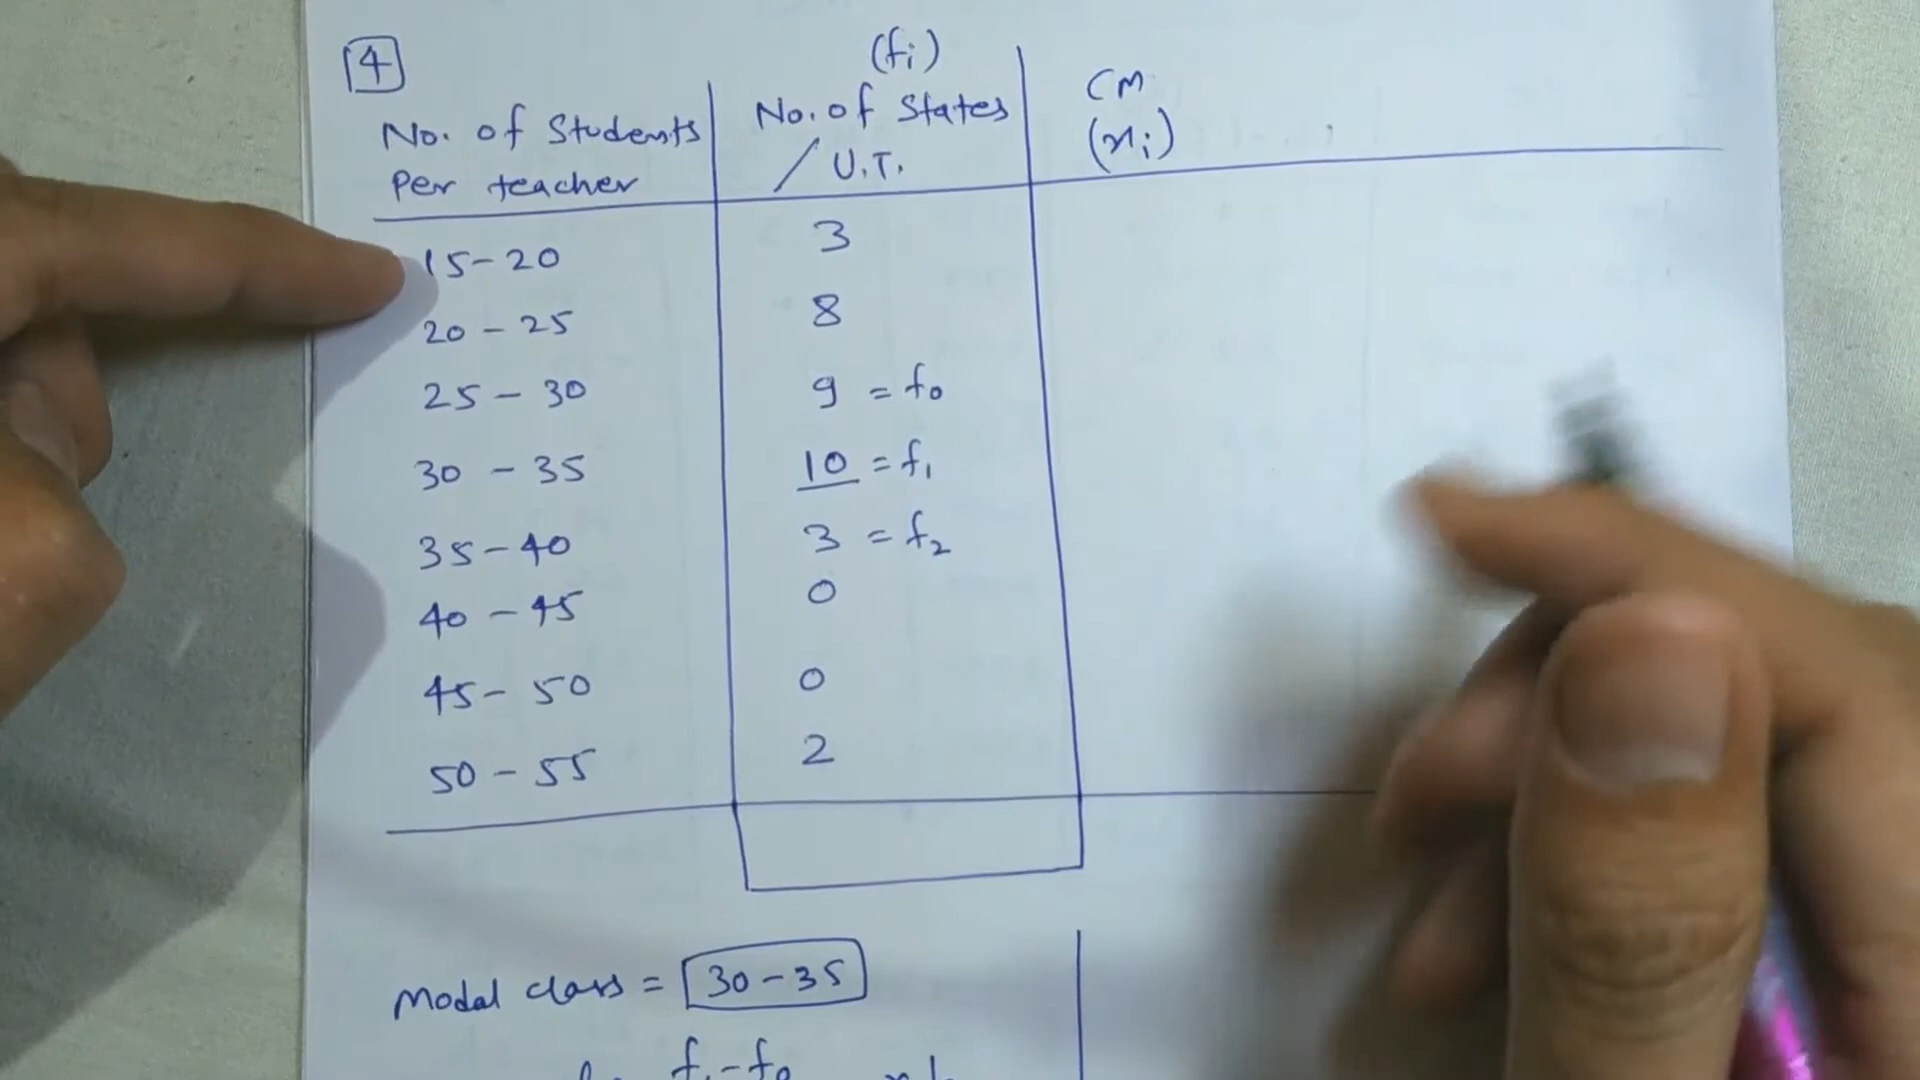 4
No. of Students Per teacher
(fi) No. of States / U.T.
CM (xi)
15-20 3
20 - 25 8
25 - 30 9 = f0
30 - 35 10 = f1
35-40 3 = f2
40 - 45 0
45- 50 0
50 - 55 2
Modal class = 30-35
f1-f0